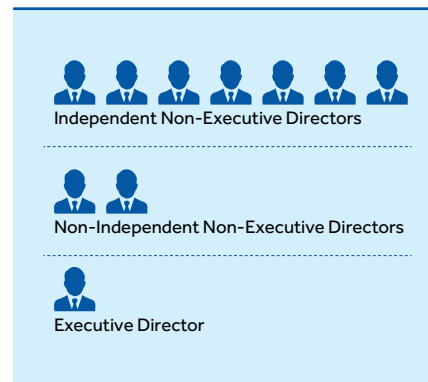 Independent Non-Executive Directors
Non-Independent Non-Executive Directors
Executive Director